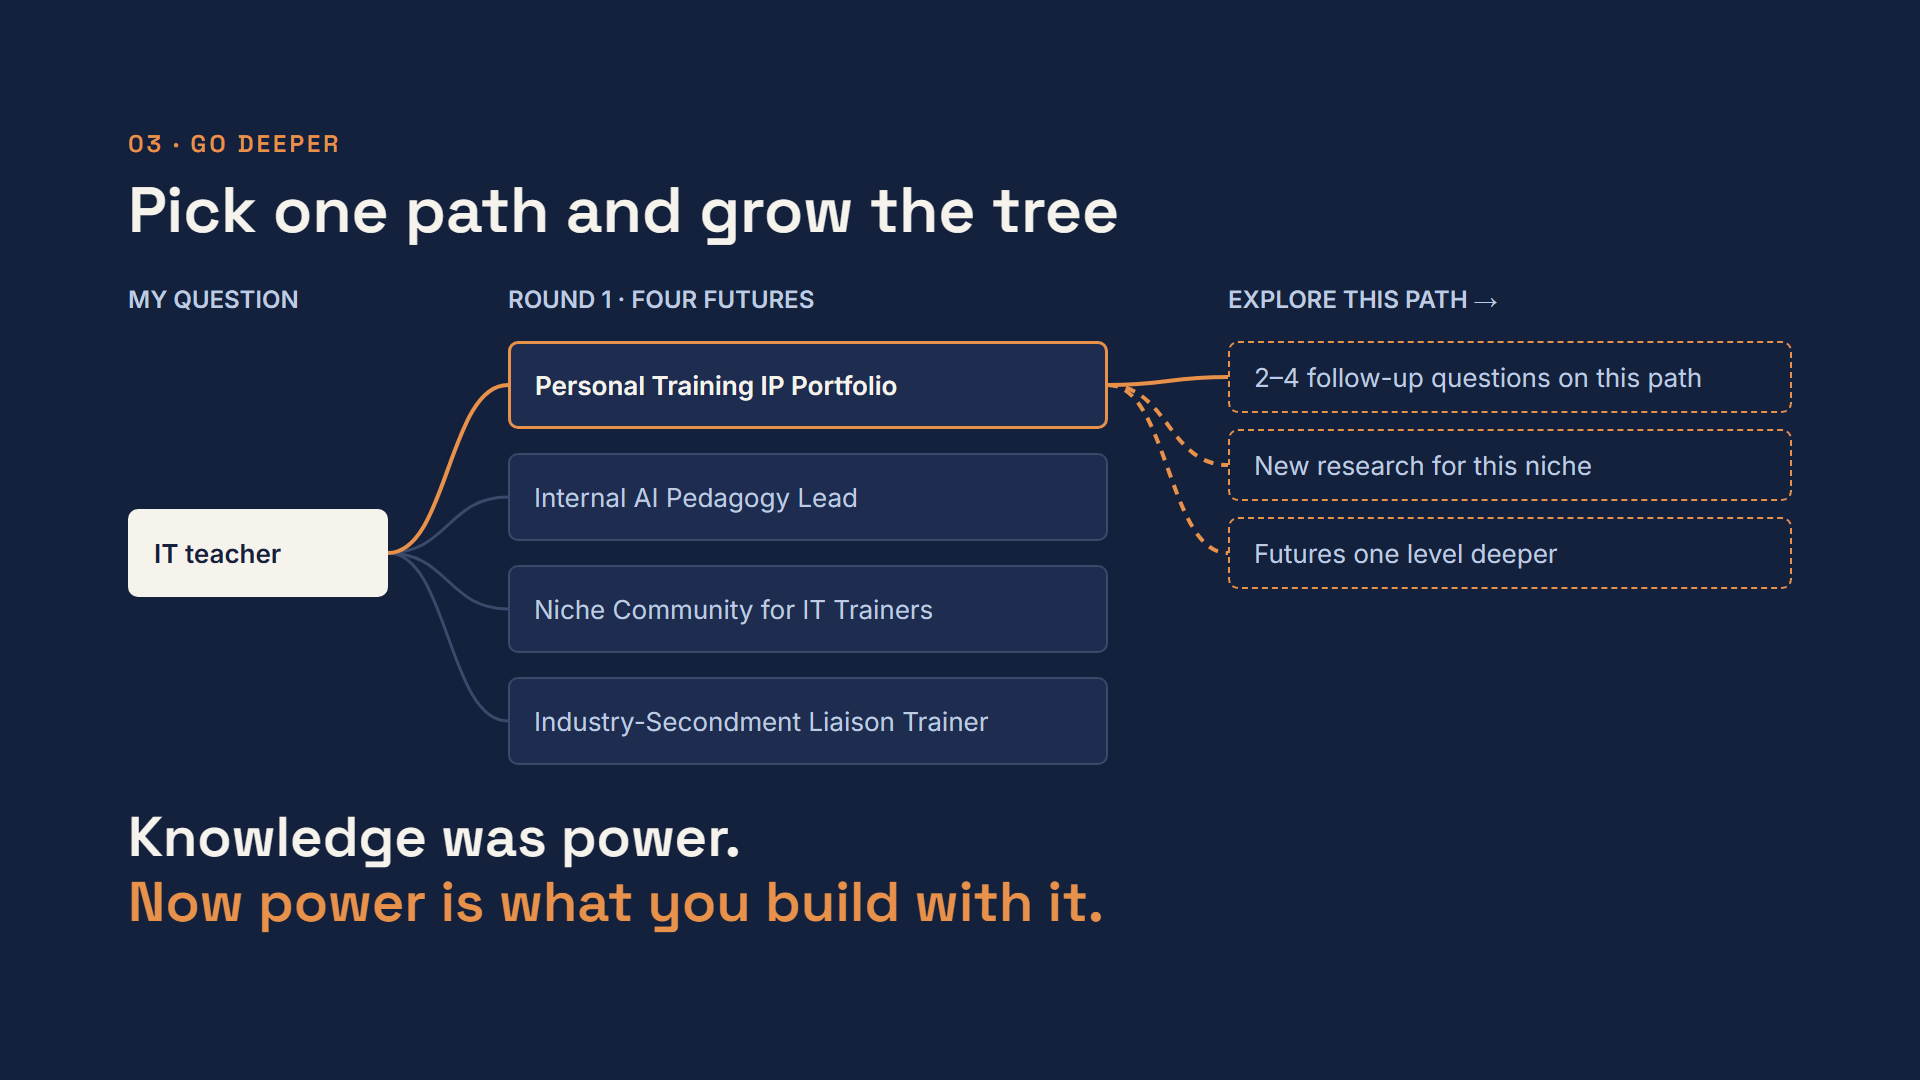 03 · GO DEEPER
Pick one path and grow the tree
MY QUESTION
ROUND 1 · FOUR FUTURES
EXPLORE THIS PATH →
IT teacher
Personal Training IP Portfolio
Internal AI Pedagogy Lead
Niche Community for IT Trainers
Industry-Secondment Liaison Trainer
2–4 follow-up questions on this path
New research for this niche
Futures one level deeper
Knowledge was power.
Now power is what you build with it.